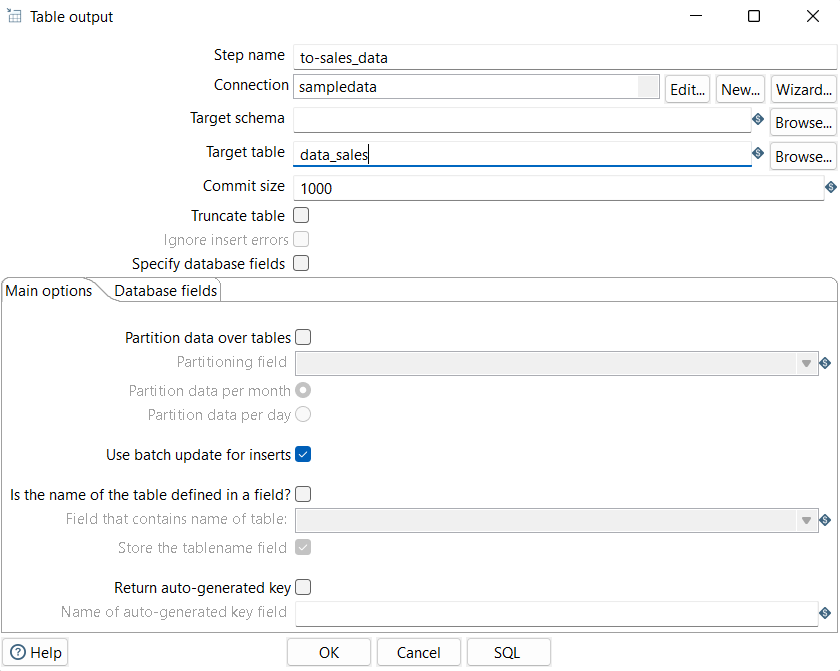 Table output
Step name to-sales_data
Connection sampledata Edit... New... Wizard...
Target schema Browse...
Target table data_sales Browse...
Commit size 1000
Truncate table
Ignore insert errors
Specify database fields
Main options Database fields
Partition data over tables
Partitioning field
Partition data per month
Partition data per day
Use batch update for inserts
Is the name of the table defined in a field?
Field that contains name of table:
Store the tablename field
Return auto-generated key
Name of auto-generated key field
Help OK Cancel SQL